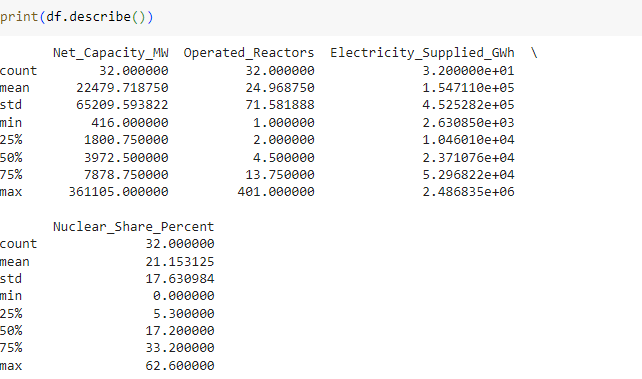 print(df.describe())
Net_Capacity_MW Operated_Reactors Electricity_Supplied_GWh \
count 32.000000 32.000000 3.200000e+01
mean 22479.718750 24.968750 1.547110e+05
std 65209.593822 71.581888 4.525282e+05
min 416.000000 1.000000 2.630850e+03
25% 1800.750000 2.000000 1.046010e+04
50% 3972.500000 4.500000 2.371076e+04
75% 7878.750000 13.750000 5.296822e+04
max 361105.000000 401.000000 2.486835e+06
Nuclear_Share_Percent
count 32.000000
mean 21.153125
std 17.630984
min 0.000000
25% 5.300000
50% 17.200000
75% 33.200000
max 62.600000